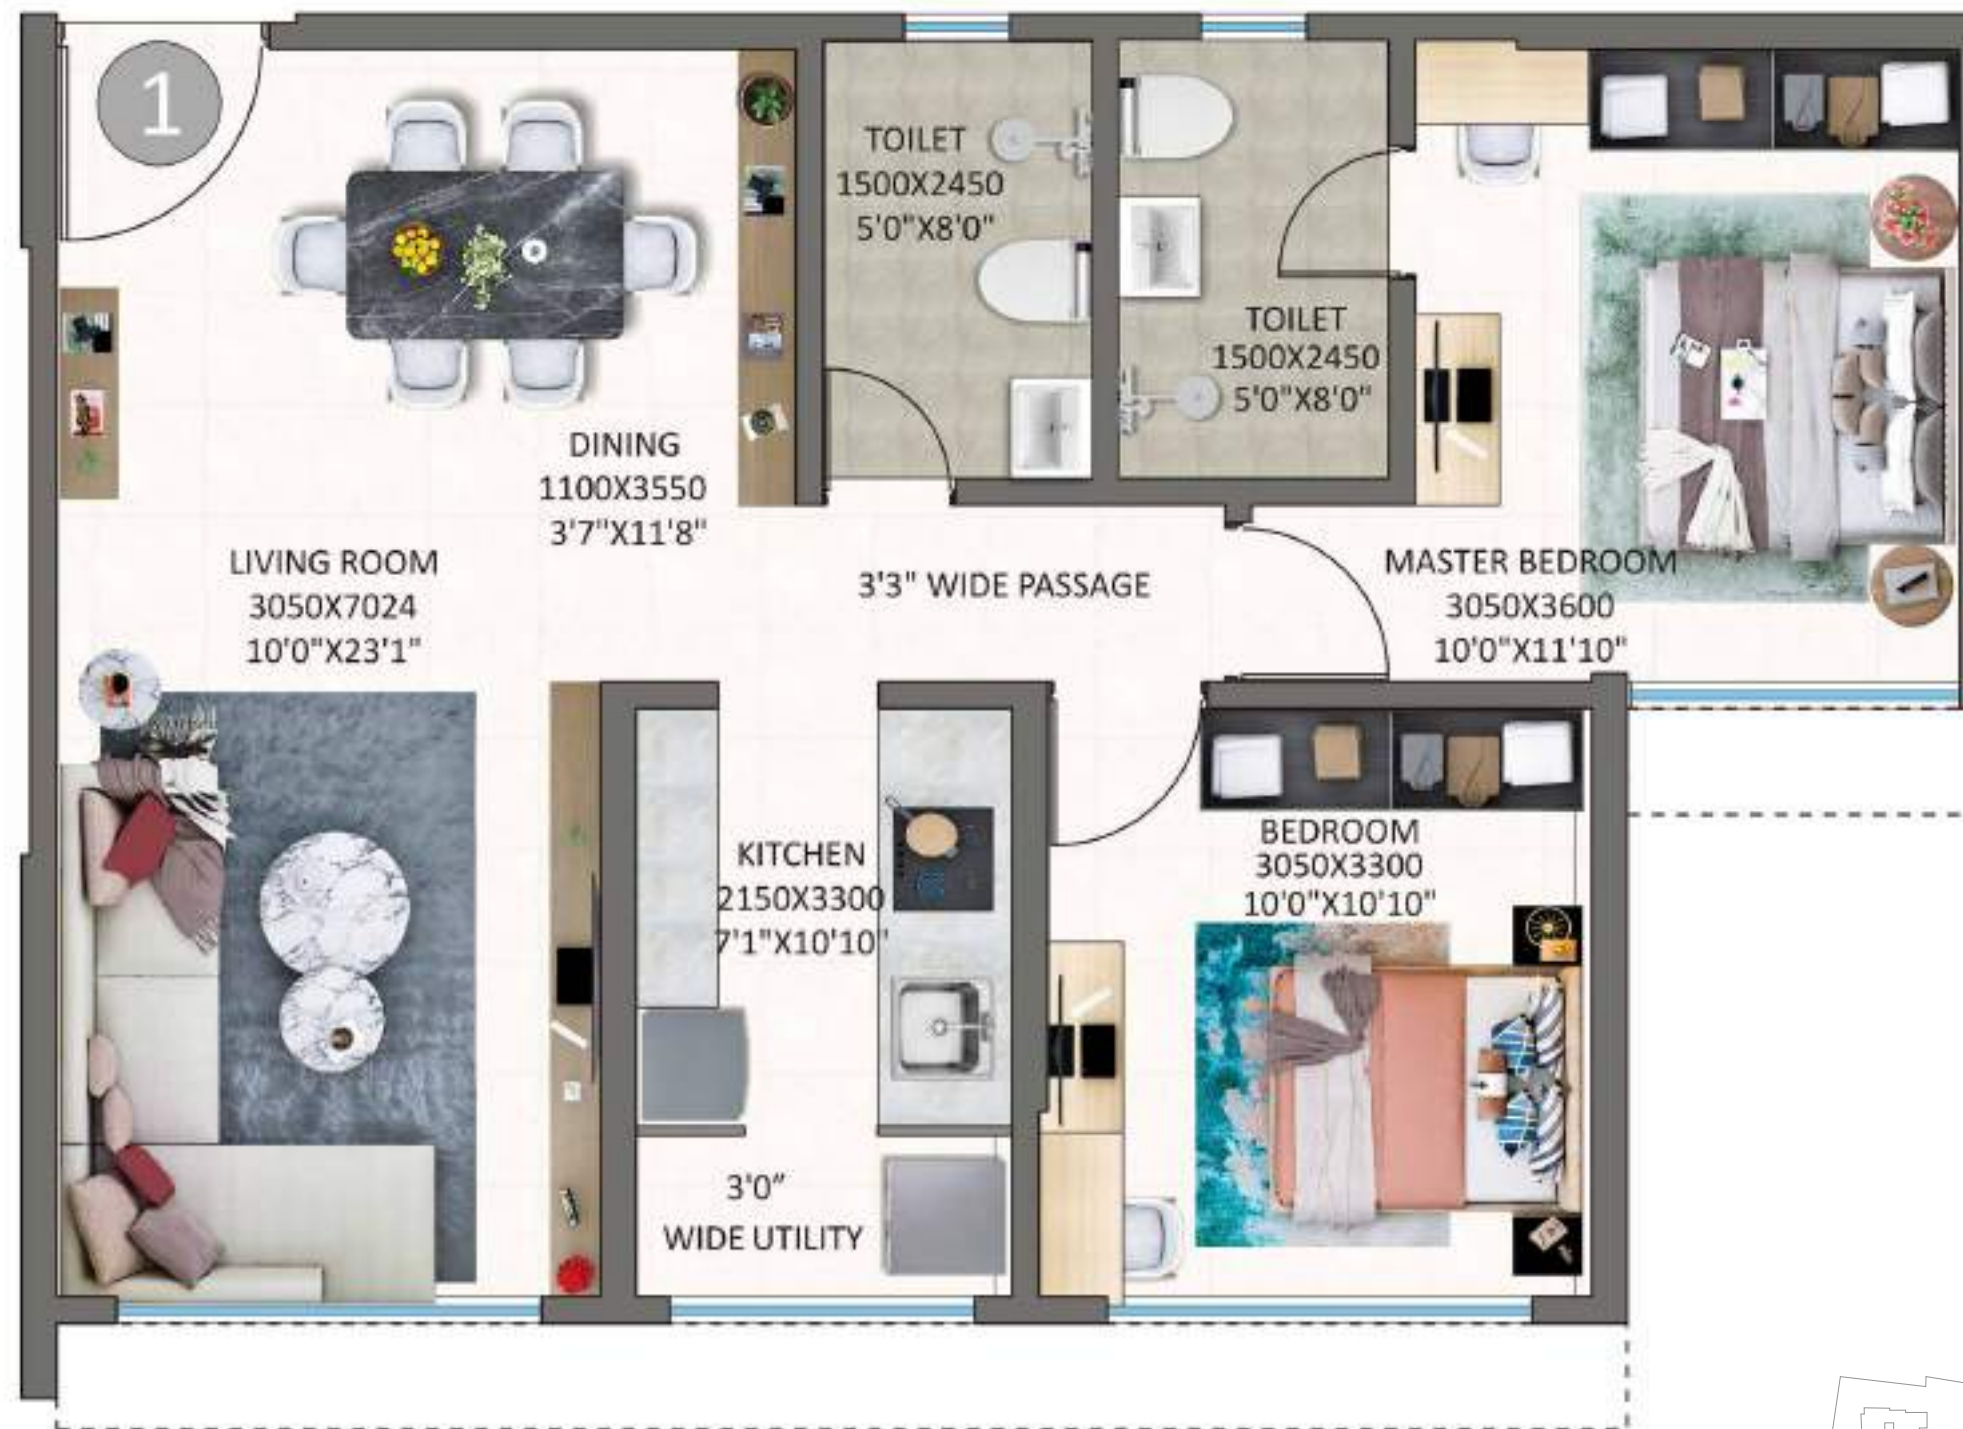 1
TOILET
1500X2450
5'0"X8'0"
TOILET
1500X2450
5'0"X8'0"
DINING
1100X3550
3'7"X11'8"
LIVING ROOM
3050X7024
10'0"X23'1"
3'3" WIDE PASSAGE
MASTER BEDROOM
3050X3600
10'0"X11'10"
KITCHEN
2150X3300
7'1"X10'10"
BEDROOM
3050X3300
10'0"X10'10"
3'0”
WIDE UTILITY